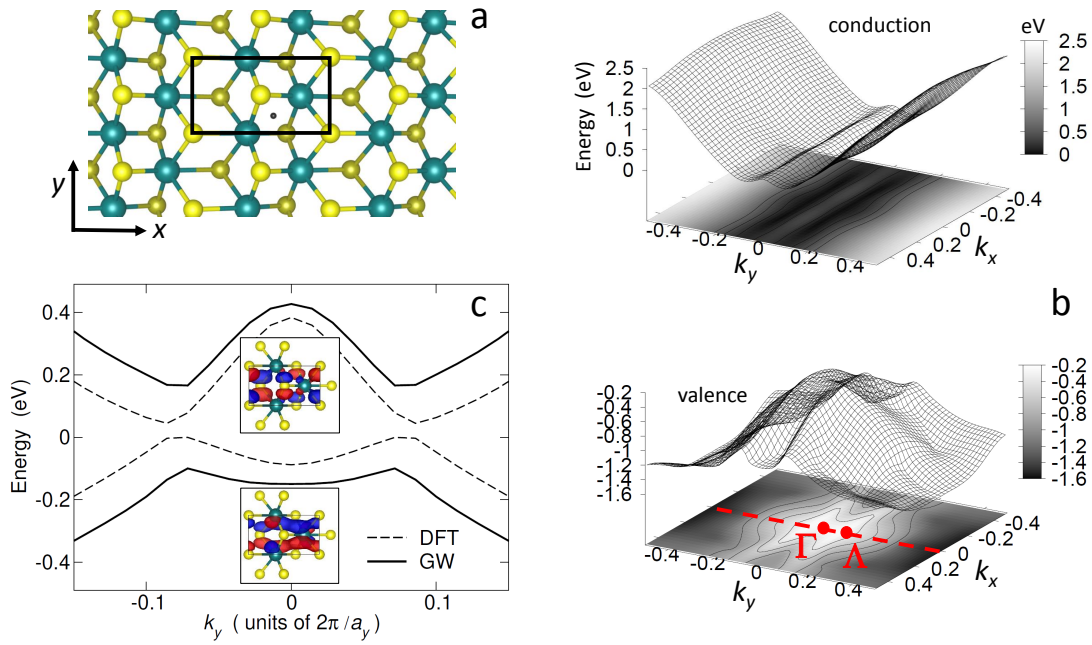 a
y
x
conduction
eV
Energy (eV)
2.5
2
1.5
1
0.5
0
2.5
2
1.5
1
0.5
0
-0.4
-0.2
0
0.2
0.4
k_y
-0.4
-0.2
0
0.2
0.4
k_x
c
Energy (eV)
0.4
0.2
0
-0.2
-0.4
-0.1
0
0.1
k_y ( units of 2π/a_y)
DFT
GW
b
valence
-0.2
-0.4
-0.6
-0.8
-1
-1.2
-1.4
-1.6
-0.2
-0.4
-0.6
-0.8
-1
-1.2
-1.4
-1.6
Γ
Λ
-0.4
-0.2
0
0.2
0.4
k_y
-0.4
-0.2
0
0.2
0.4
k_x